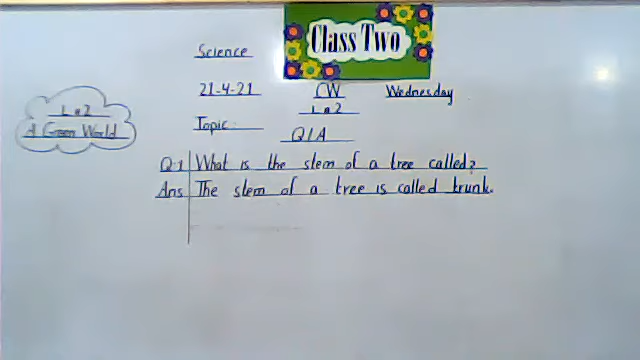 Class Two
Science
21-4-21 CW Wednesday
L # 2
Topic:
Q/A
L # 2
A Green World
Q:1 What is the stem of a tree called?
Ans The stem of a tree is called trunk.